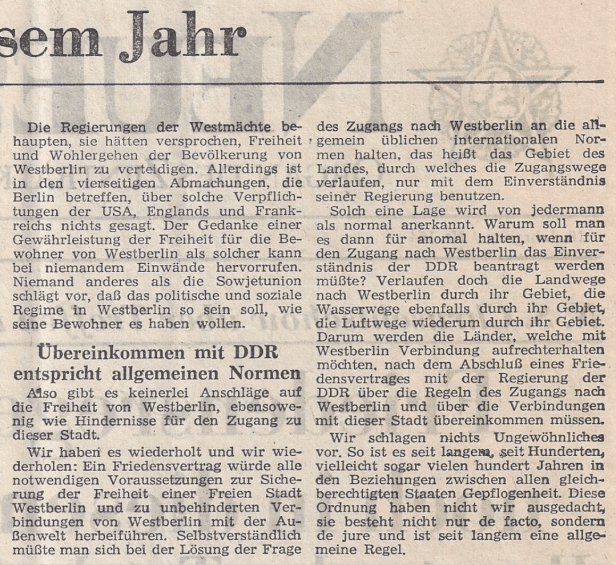 sem Jahr
Die Regierungen der Westmächte be-
haupten, sie hätten versprochen, Freiheit
und Wohlergehen der Bevölkerung von
Westberlin zu verteidigen. Allerdings ist
in den vierseitigen Abmachungen, die
Berlin betreffen, über solche Verpflich-
tungen der USA, Englands und Frank-
reichs nichts gesagt. Der Gedanke einer
Gewährleistung der Freiheit für die Be-
wohner von Westberlin als solcher kann
bei niemandem Einwände hervorrufen.
Niemand anderes als die Sowjetunion
schlägt vor, daß das politische und soziale
Regime in Westberlin so sein soll, wie
seine Bewohner es haben wollen.
Übereinkommen mit DDR
entspricht allgemeinen Normen
Also gibt es keinerlei Anschläge auf
die Freiheit von Westberlin, ebensowe-
nig wie Hindernisse für den Zugang zu
dieser Stadt.
Wir haben es wiederholt und wir wie-
derholen: Ein Friedensvertrag würde alle
notwendigen Voraussetzungen zur Siche-
rung der Freiheit einer Freien Stadt
Westberlin und zu unbehinderten Ver-
bindungen von Westberlin mit der Au-
ßenwelt herbeiführen. Selbstverständlich
müßte man sich bei der Lösung der Frage
des Zugangs nach Westberlin an die all-
gemein üblichen internationalen Nor-
men halten, das heißt das Gebiet des
Landes, durch welches die Zugangswege
verlaufen, nur mit dem Einverständnis
seiner Regierung benutzen.
Solch eine Lage wird von jedermann
als normal anerkannt. Warum soll man
es dann für anomal halten, wenn für
den Zugang nach Westberlin das Einver-
ständnis der DDR beantragt werden
müßte? Verlaufen doch die Landwege
nach Westberlin durch ihr Gebiet, die
Wasserwege ebenfalls durch ihr Gebiet,
die Luftwege wiederum durch ihr Gebiet.
Darum werden die Länder, welche mit
Westberlin Verbindung aufrechterhalten
möchten, nach dem Abschluß eines Frie-
densvertrages mit der Regierung der
DDR über die Regeln des Zugangs nach
Westberlin und über die Verbindungen
mit dieser Stadt übereinkommen müssen.
Wir schlagen nichts Ungewöhnliches
vor. So ist es seit langem, seit Hunderten,
vielleicht sogar vielen hundert Jahren in
den Beziehungen zwischen allen gleich-
berechtigten Staaten Gepflogenheit. Diese
Ordnung haben nicht wir ausgedacht,
sie besteht nicht nur de facto, sondern
de jure und ist seit langem eine allge-
meine Regel.